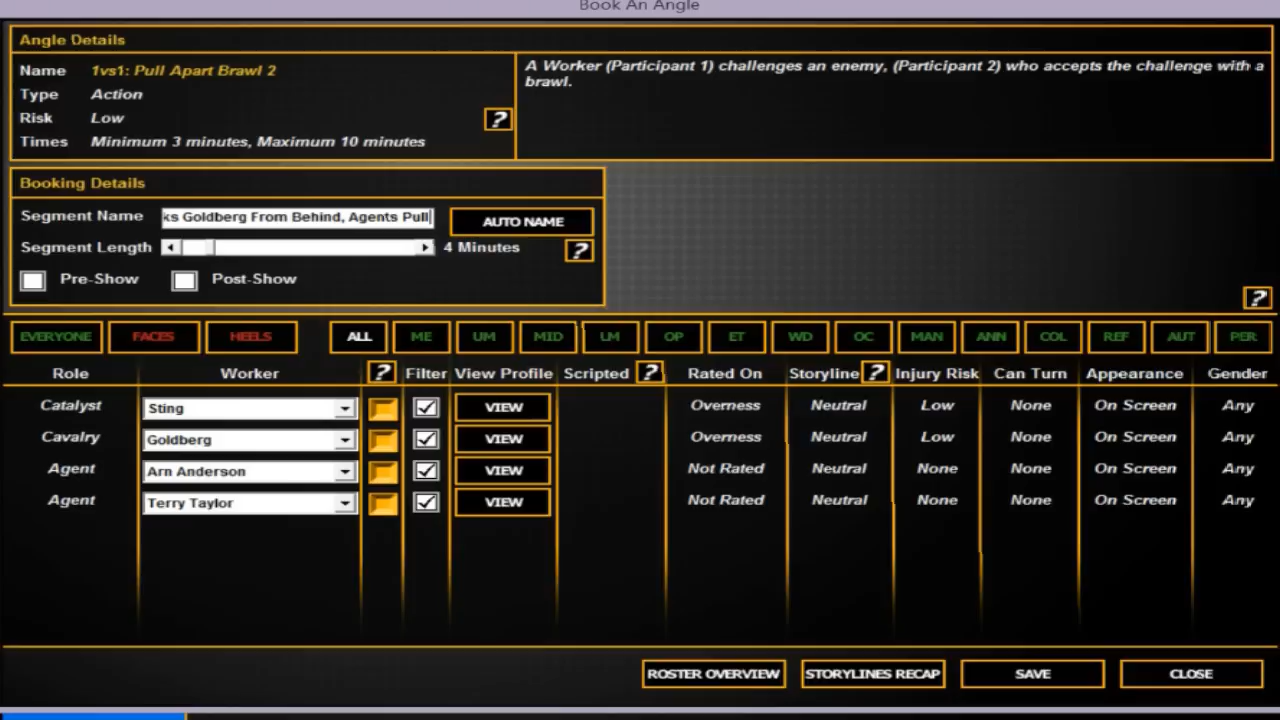 Book An Angle
Angle Details
Name 1vs1: Pull Apart Brawl 2
Type Action
Risk Low
Times Minimum 3 minutes, Maximum 10 minutes
?
A Worker (Participant 1) challenges an enemy, (Participant 2) who accepts the challenge with a
brawl.
Booking Details
Segment Name ks Goldberg From Behind, Agents Pull AUTO NAME
Segment Length 4 Minutes ?
Pre-Show Post-Show
?
EVERYONE FACES HEELS ALL ME UM MID LM OP ET WD OC MAN ANN COL REF AUT PER
Role Worker ? Filter View Profile Scripted ? Rated On Storyline ? Injury Risk Can Turn Appearance Gender
Catalyst Sting VIEW Overness Neutral Low None On Screen Any
Cavalry Goldberg VIEW Overness Neutral Low None On Screen Any
Agent Arn Anderson VIEW Not Rated Neutral None None On Screen Any
Agent Terry Taylor VIEW Not Rated Neutral None None On Screen Any
ROSTER OVERVIEW STORYLINES RECAP SAVE CLOSE